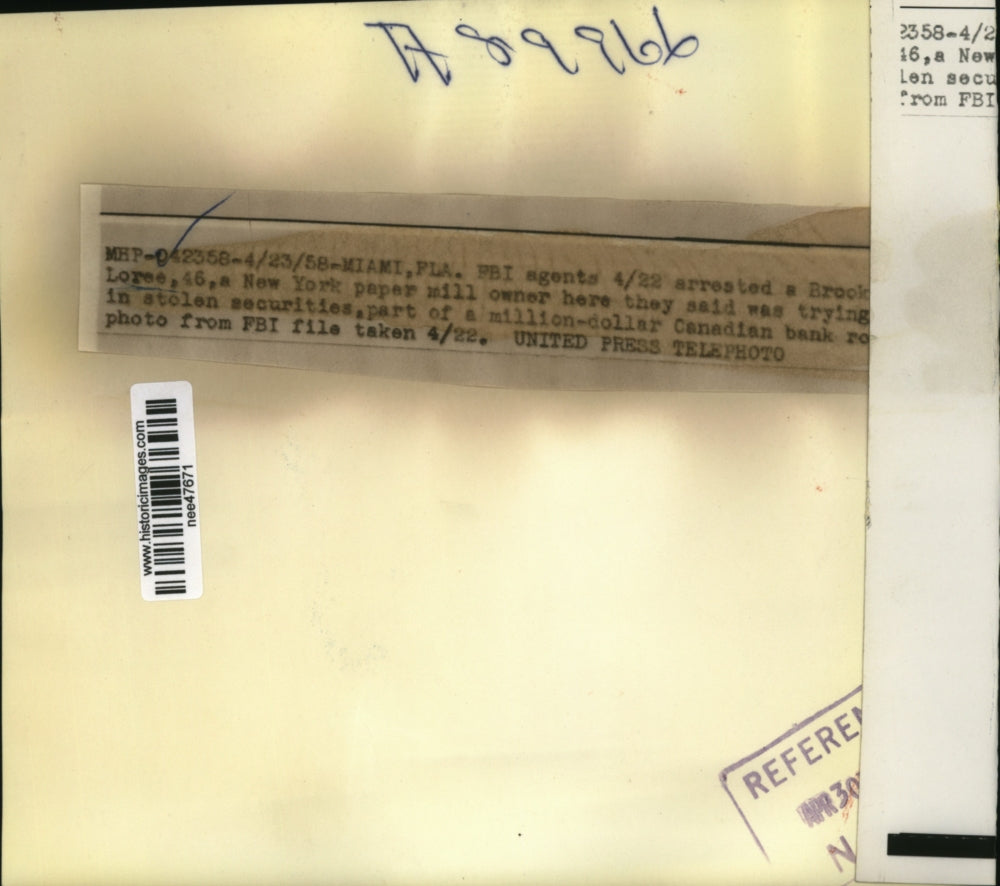 2358-4/2
46,a New
len secu
from FBI
MHP-042358-4/23/58-MIAMI,FLA. FBI agents 4/22 arrested a Brook
Loree,46,a New York paper mill owner here they said was trying
in stolen securities,part of a million-dollar Canadian bank ro
photo from FBI file taken 4/22. UNITED PRESS TELEPHOTO
www.historicimages.com
nee47671
REFEREN
APR 30
N